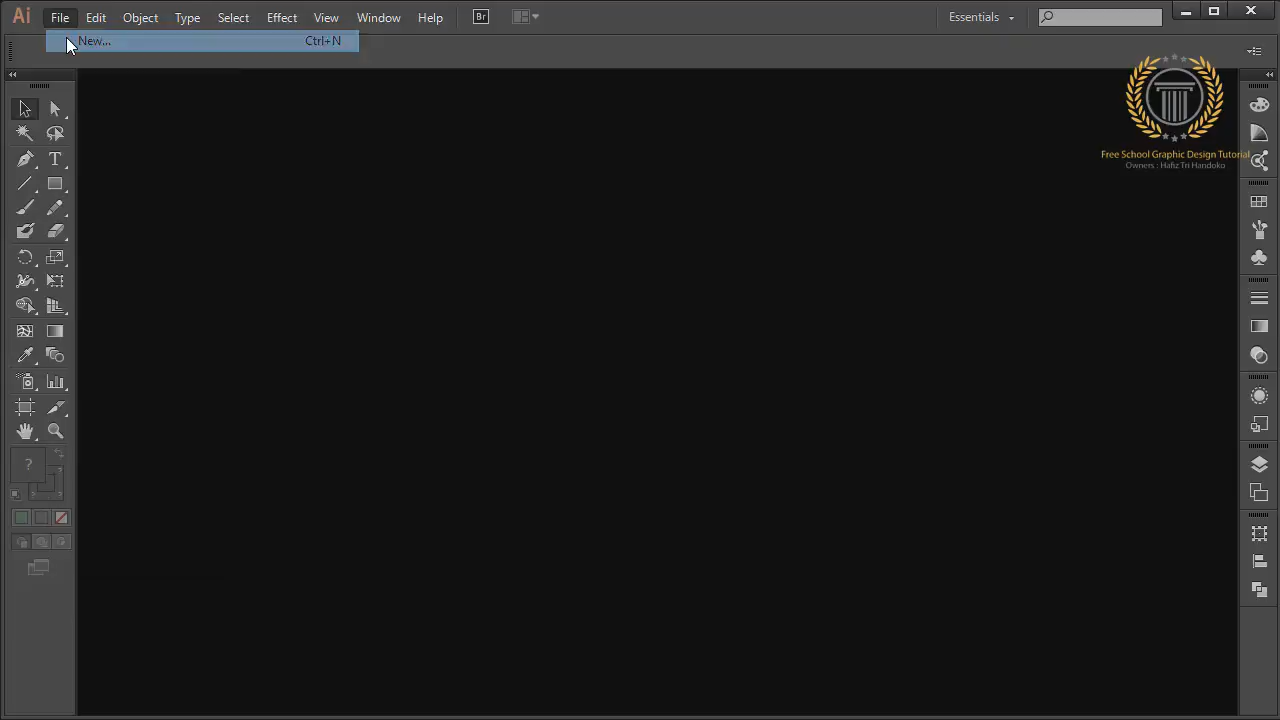 Ai File Edit Object Type Select Effect View Window Help Br Essentials
New... Ctrl+N
T
Free School Graphic Design Tutorial
Owners : Hafiz Tri Handoko
?